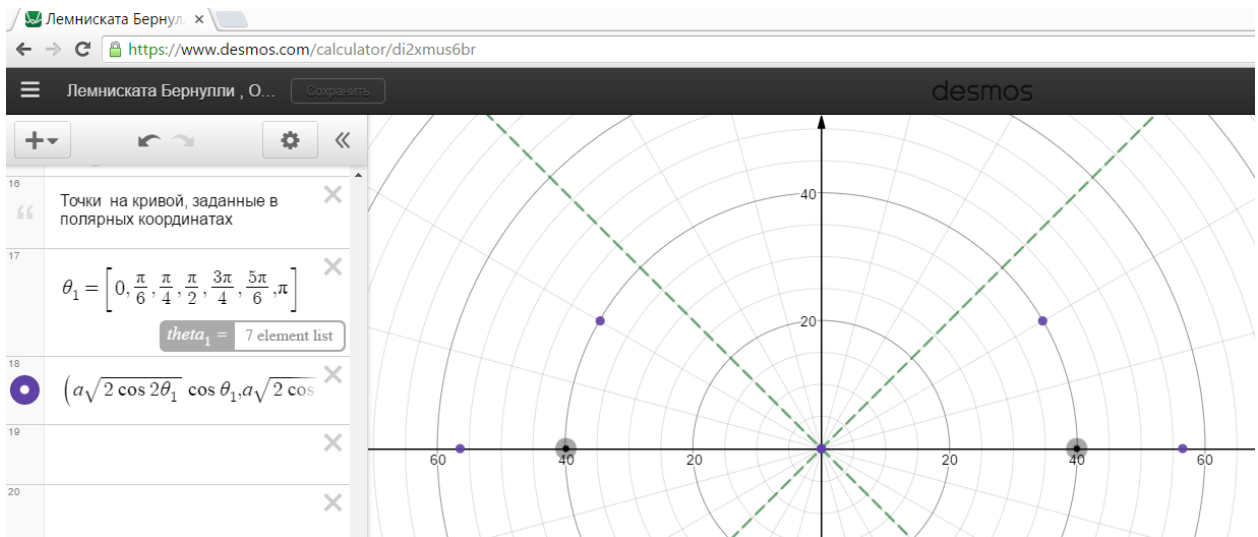 Лемниската Бернул
https://www.desmos.com/calculator/di2xmus6br
Лемниската Бернулли , О...
Сохранить
desmos
16
Точки на кривой, заданные в
полярных координатах
17
θ₁ = [0, π/6, π/4, π/2, 3π/4, 5π/6, π]
theta₁ = 7 element list
18
(a√(2 cos 2θ₁) cos θ₁,a√(2 cos
19
20
40
20
60 40 20 20 40 60